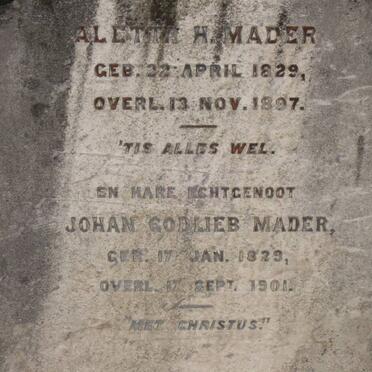 ALETTA H. MADER
GEB. 22 APRIL 1829,
OVERL. 13 NOV. 1897.
'TIS ALLES WEL.
EN HARE ECHTGENOOT
JOHAN GODLIEB MADER,
GEB. 17 JAN. 1829,
OVERL. 17 SEPT. 1901.
"MET CHRISTUS."